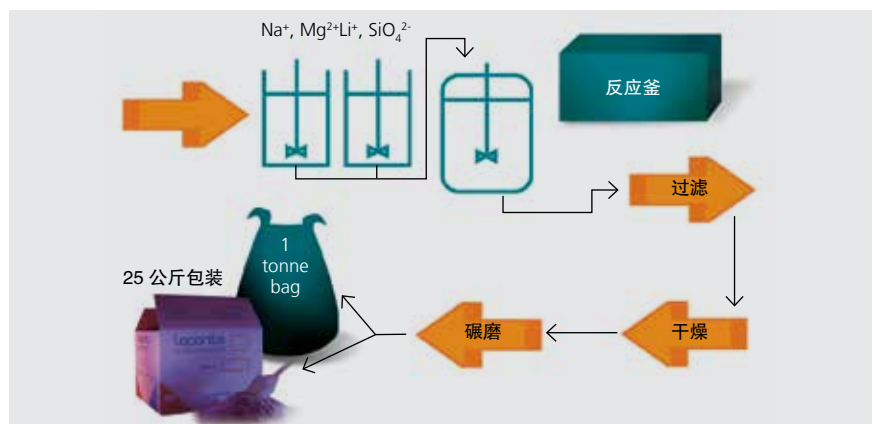 Na⁺, Mg²⁺Li⁺, SiO₄²⁻
反应釜
过滤
1
tonne
bag
25 公斤包装
碾磨
干燥
Laponite